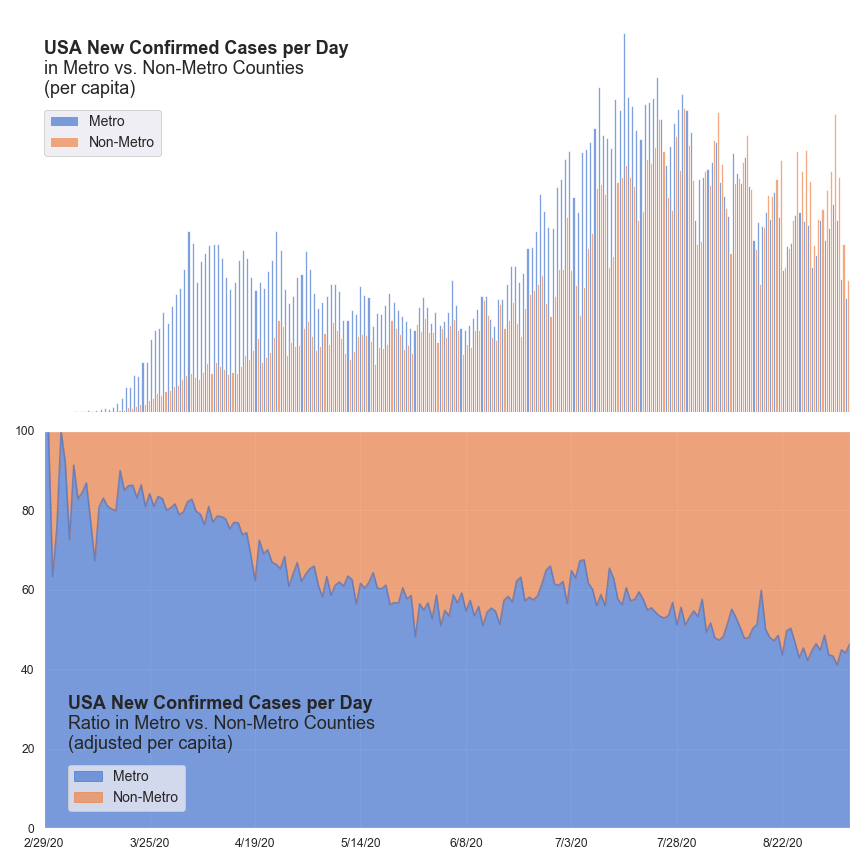 USA New Confirmed Cases per Day
in Metro vs. Non-Metro Counties
(per capita)
Metro
Non-Metro
100
80
60
40
20
0
USA New Confirmed Cases per Day
Ratio in Metro vs. Non-Metro Counties
(adjusted per capita)
Metro
Non-Metro
2/29/20 3/25/20 4/19/20 5/14/20 6/8/20 7/3/20 7/28/20 8/22/20